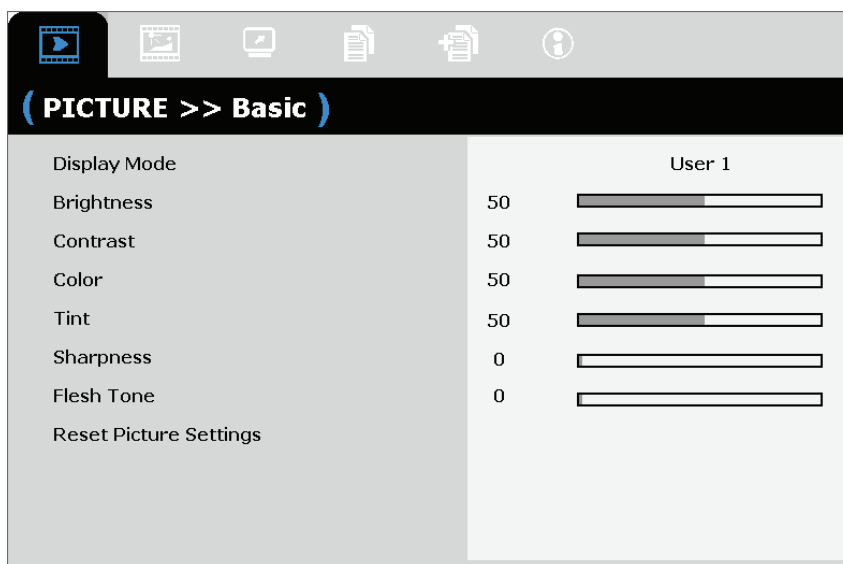 ( PICTURE >> Basic )
Display Mode User 1
Brightness 50
Contrast 50
Color 50
Tint 50
Sharpness 0
Flesh Tone 0
Reset Picture Settings